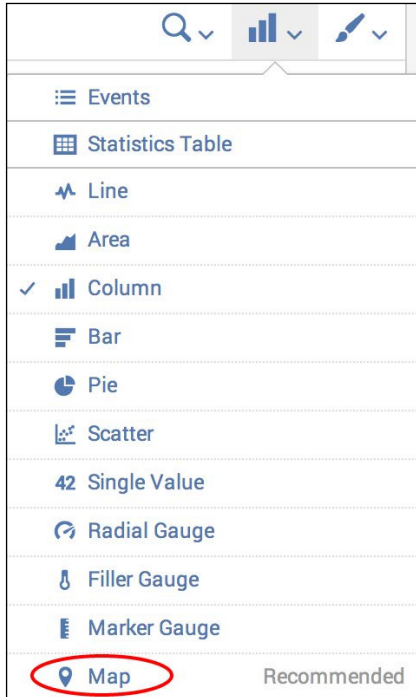 Events
Statistics Table
Line
Area
Column
Bar
Pie
Scatter
42 Single Value
Radial Gauge
Filler Gauge
Marker Gauge
Map Recommended